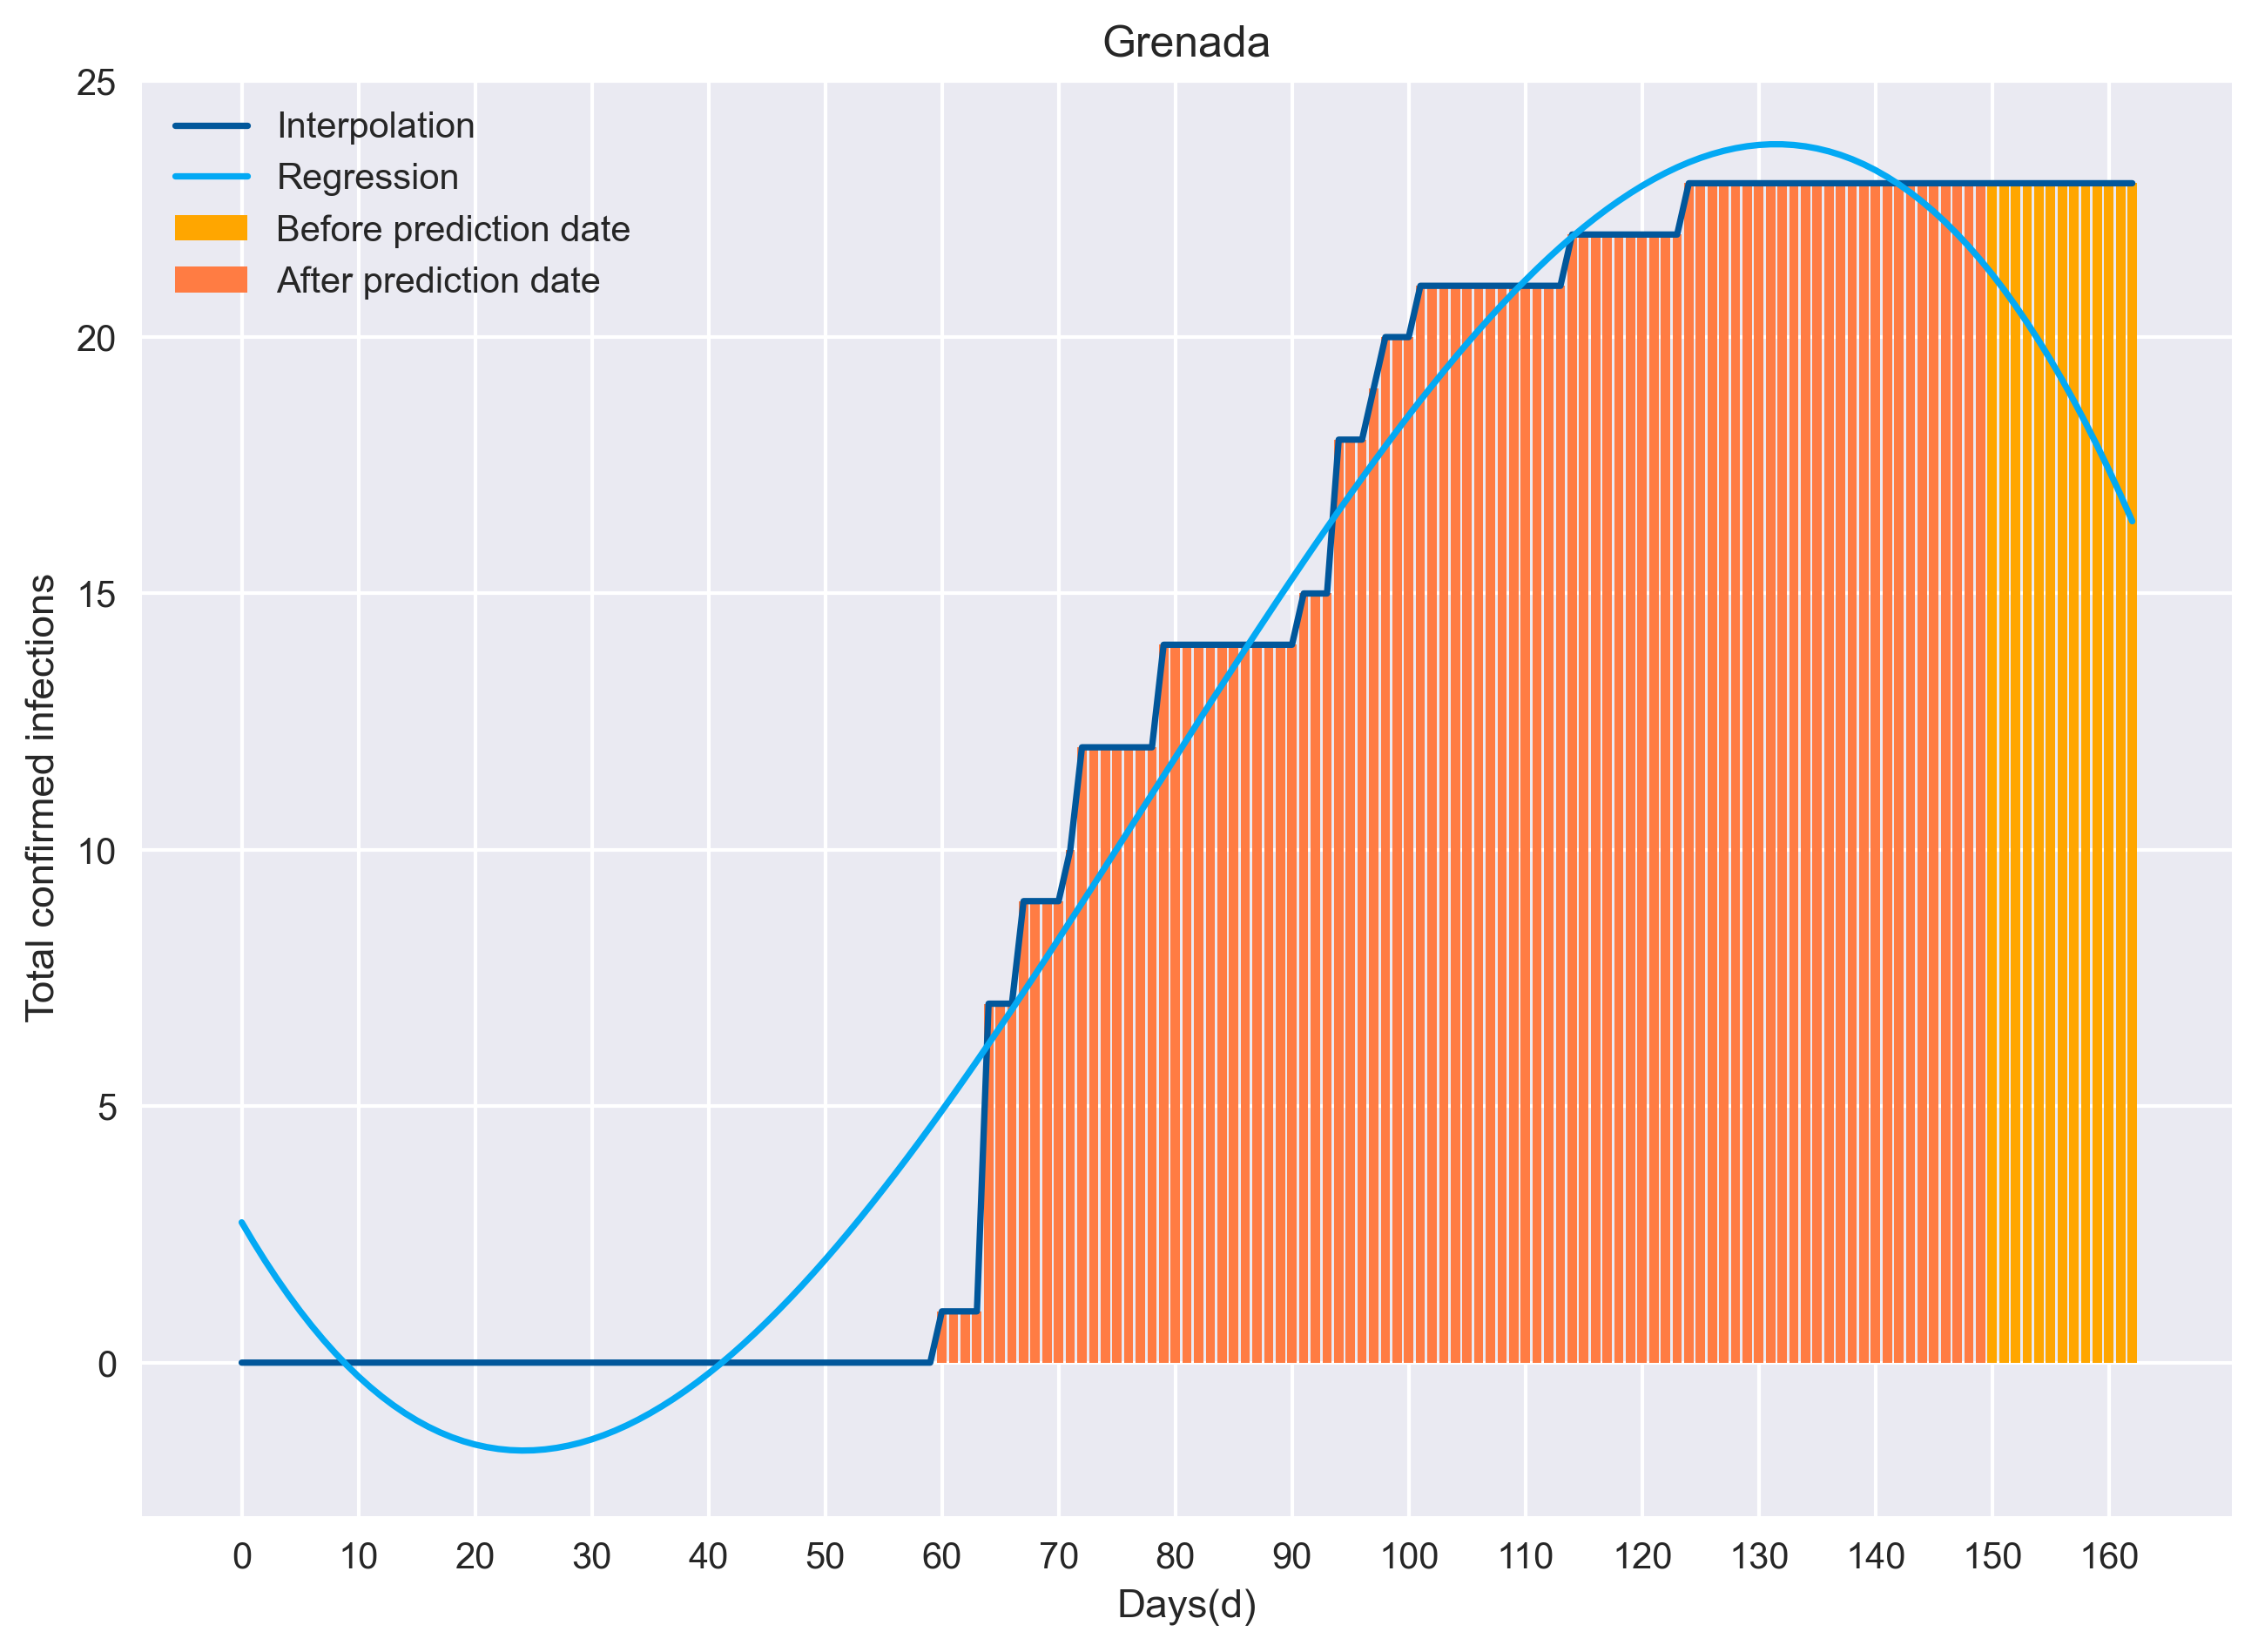 Grenada
25
20
15
10
5
0
Total confirmed infections
Interpolation
Regression
Before prediction date
After prediction date
0 10 20 30 40 50 60 70 80 90 100 110 120 130 140 150 160
Days(d)